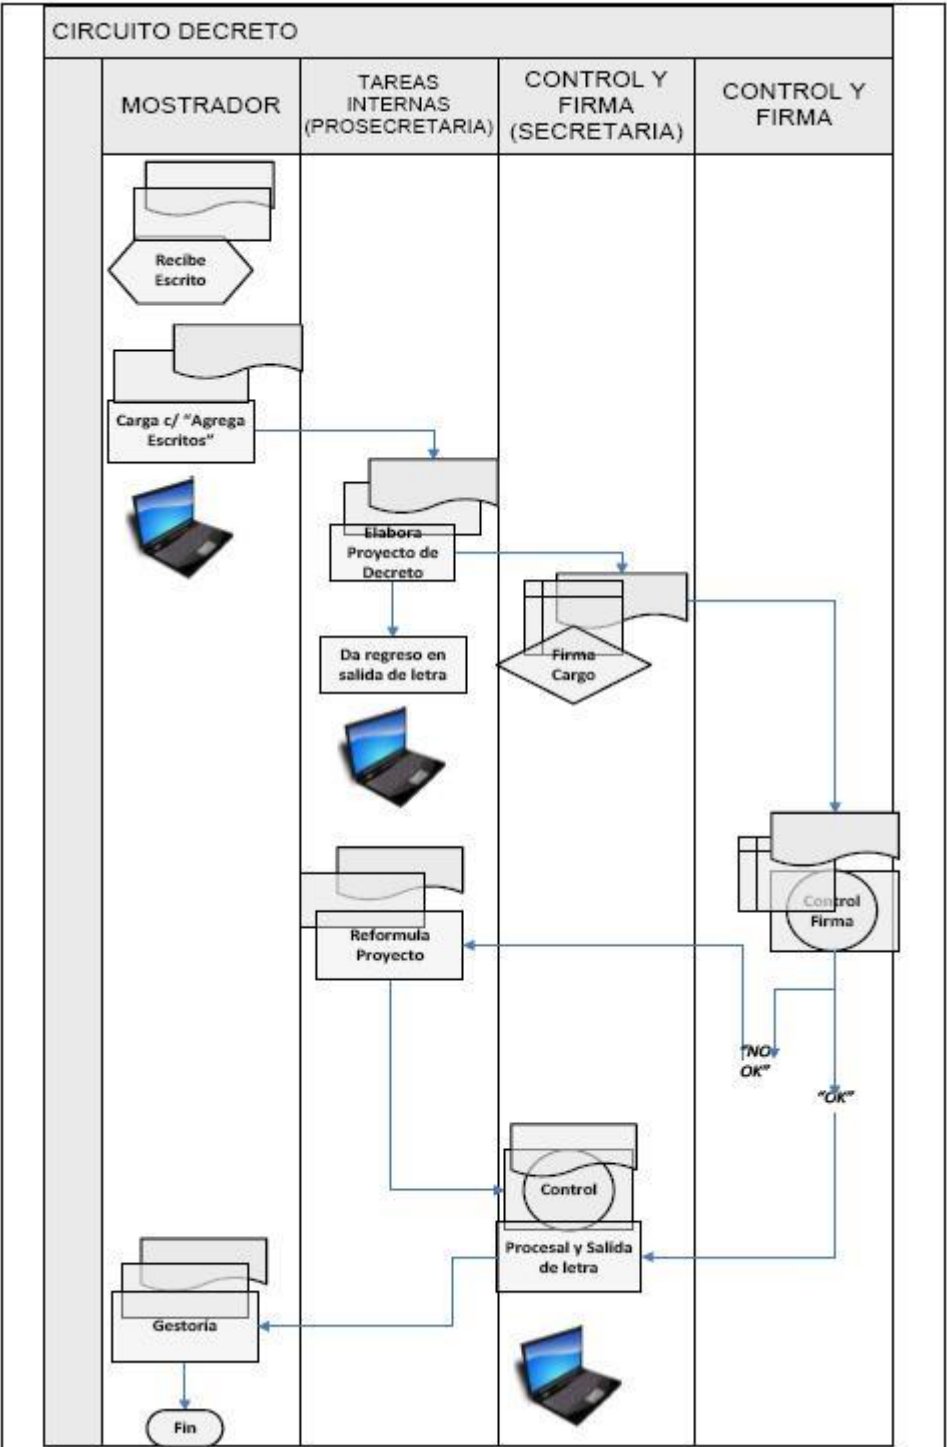 CIRCUITO DECRETO
MOSTRADOR
TAREAS
INTERNAS
(PROSECRETARIA)
CONTROL Y
FIRMA
(SECRETARIA)
CONTROL Y
FIRMA
Recibe
Escrito
Carga c/ “Agrega
Escritos”
Elabora
Proyecto de
Decreto
Da regreso en
salida de letra
Firma
Cargo
Control
Firma
Reformula
Proyecto
“NO
OK”
“OK”
Control
Procesal y Salida
de letra
Gestoría
Fin